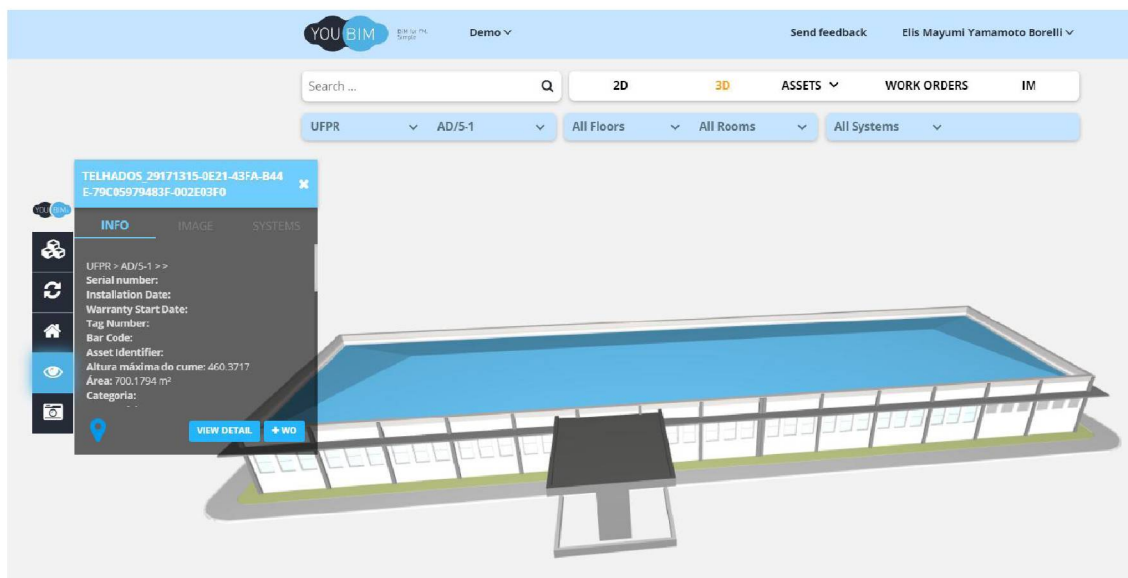 YOUBIM
Demo
Send feedback
Elis Mayumi Yamamoto Borelli
Search ...
2D
3D
ASSETS
WORK ORDERS
IM
UFPR
AD/5-1
All Floors
All Rooms
All Systems
TELHADOS_29171315-0E21-43FA-B44
E-79C05979483F-002E03F0
YOUBIM
INFO
IMAGE
SYSTEMS
UFPR > AD/5-1 > >
Serial number:
Installation Date:
Warranty Start Date:
Tag Number:
Bar Code:
Asset Identifier:
Altura máxima do cume: 460.3717
Área: 700.1794 m²
Categoria:
VIEW DETAIL
+ WO